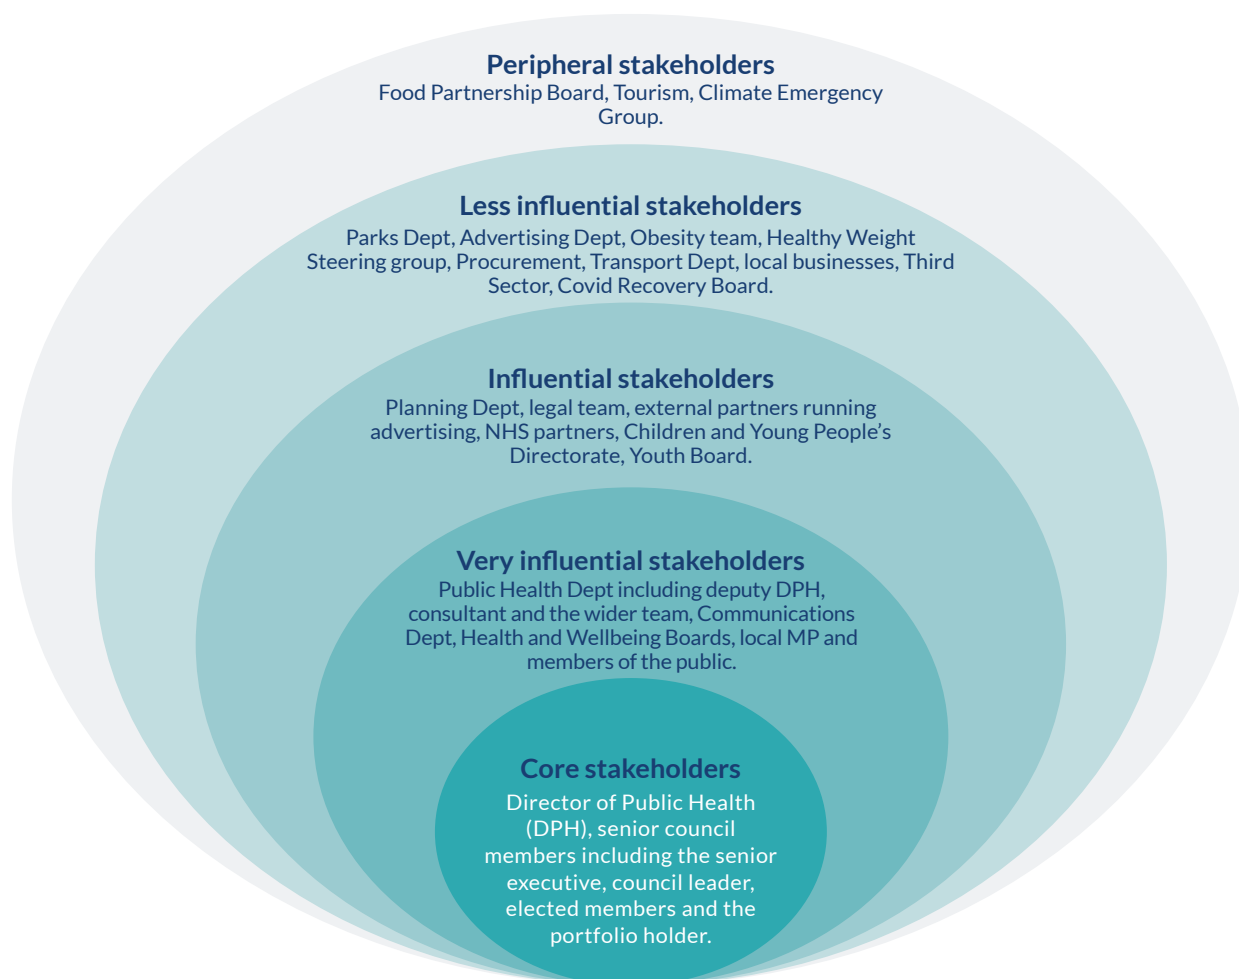 Peripheral stakeholders
Food Partnership Board, Tourism, Climate Emergency
Group.
Less influential stakeholders
Parks Dept, Advertising Dept, Obesity team, Healthy Weight
Steering group, Procurement, Transport Dept, local businesses, Third
Sector, Covid Recovery Board.
Influential stakeholders
Planning Dept, legal team, external partners running
advertising, NHS partners, Children and Young People’s
Directorate, Youth Board.
Very influential stakeholders
Public Health Dept including deputy DPH,
consultant and the wider team, Communications
Dept, Health and Wellbeing Boards, local MP and
members of the public.
Core stakeholders
Director of Public Health
(DPH), senior council
members including the senior
executive, council leader,
elected members and the
portfolio holder.